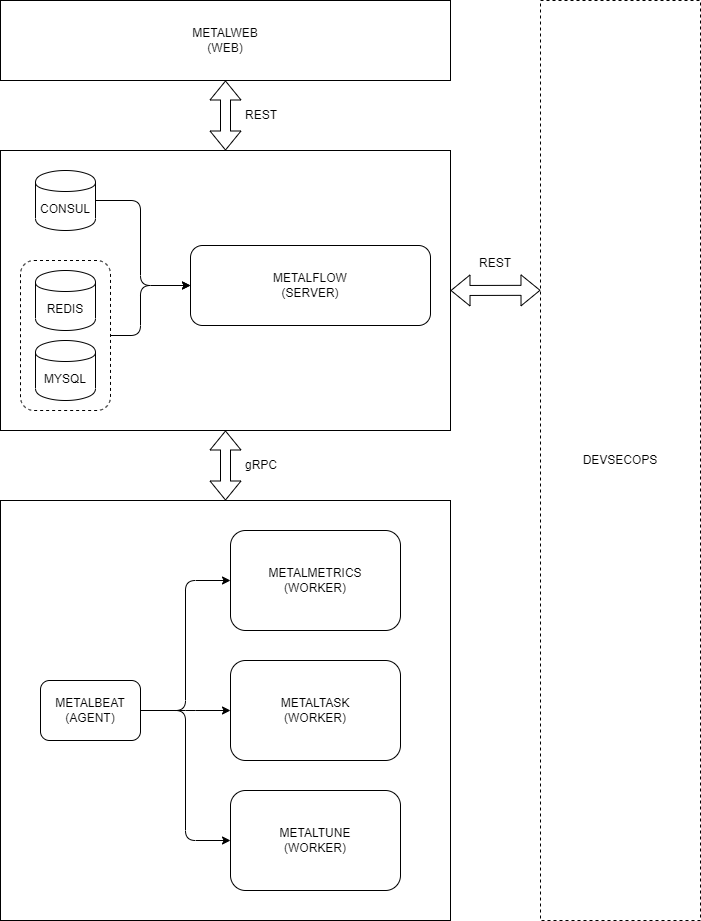 METALWEB
(WEB)
REST
CONSUL
METALFLOW
(SERVER)
REDIS
MYSQL
REST
gRPC
DEVSECOPS
METALMETRICS
(WORKER)
METALBEAT
(AGENT)
METALTASK
(WORKER)
METALTUNE
(WORKER)